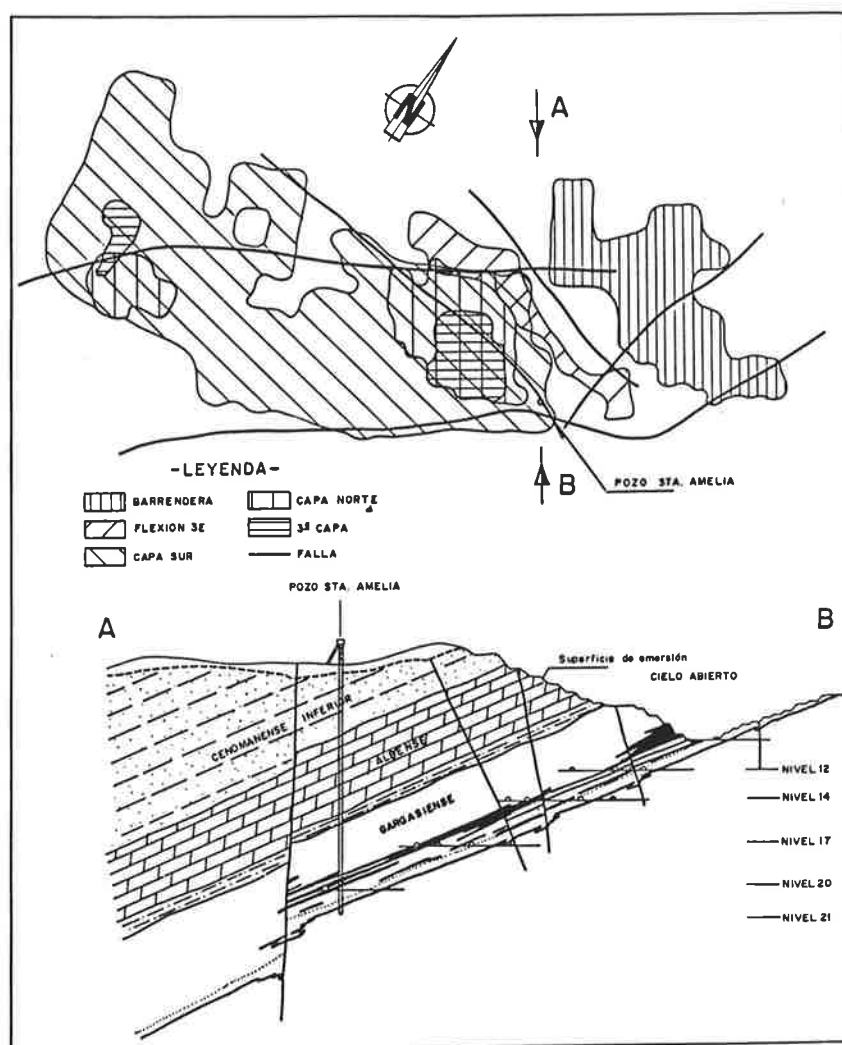 N
A
B
POZO STA. AMELIA
-LEYENDA-
BARRENDERA
CAPA NORTE
FLEXION 3E
3ª CAPA
CAPA SUR
FALLA
POZO STA. AMELIA
A
B
Superficie de emersión
CIELO ABIERTO
CENOMANENSE INFERIOR
ALBENSE
GARGASIENSE
NIVEL 12
NIVEL 14
NIVEL 17
NIVEL 20
NIVEL 21